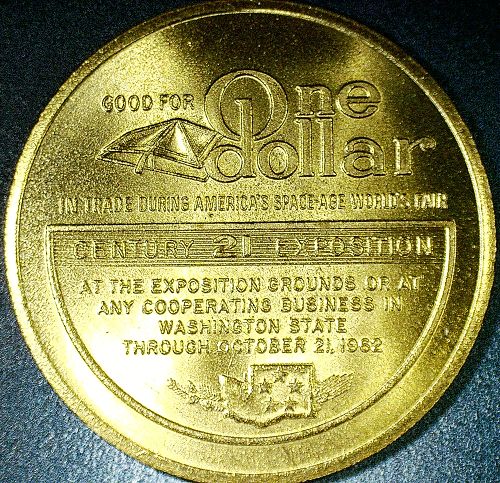 GOOD FOR One
dollar
IN TRADE DURING AMERICA'S SPACE-AGE WORLD'S FAIR
CENTURY 21 EXPOSITION
AT THE EXPOSITION GROUNDS OR AT
ANY COOPERATING BUSINESS IN
WASHINGTON STATE
THROUGH OCTOBER 21, 1962